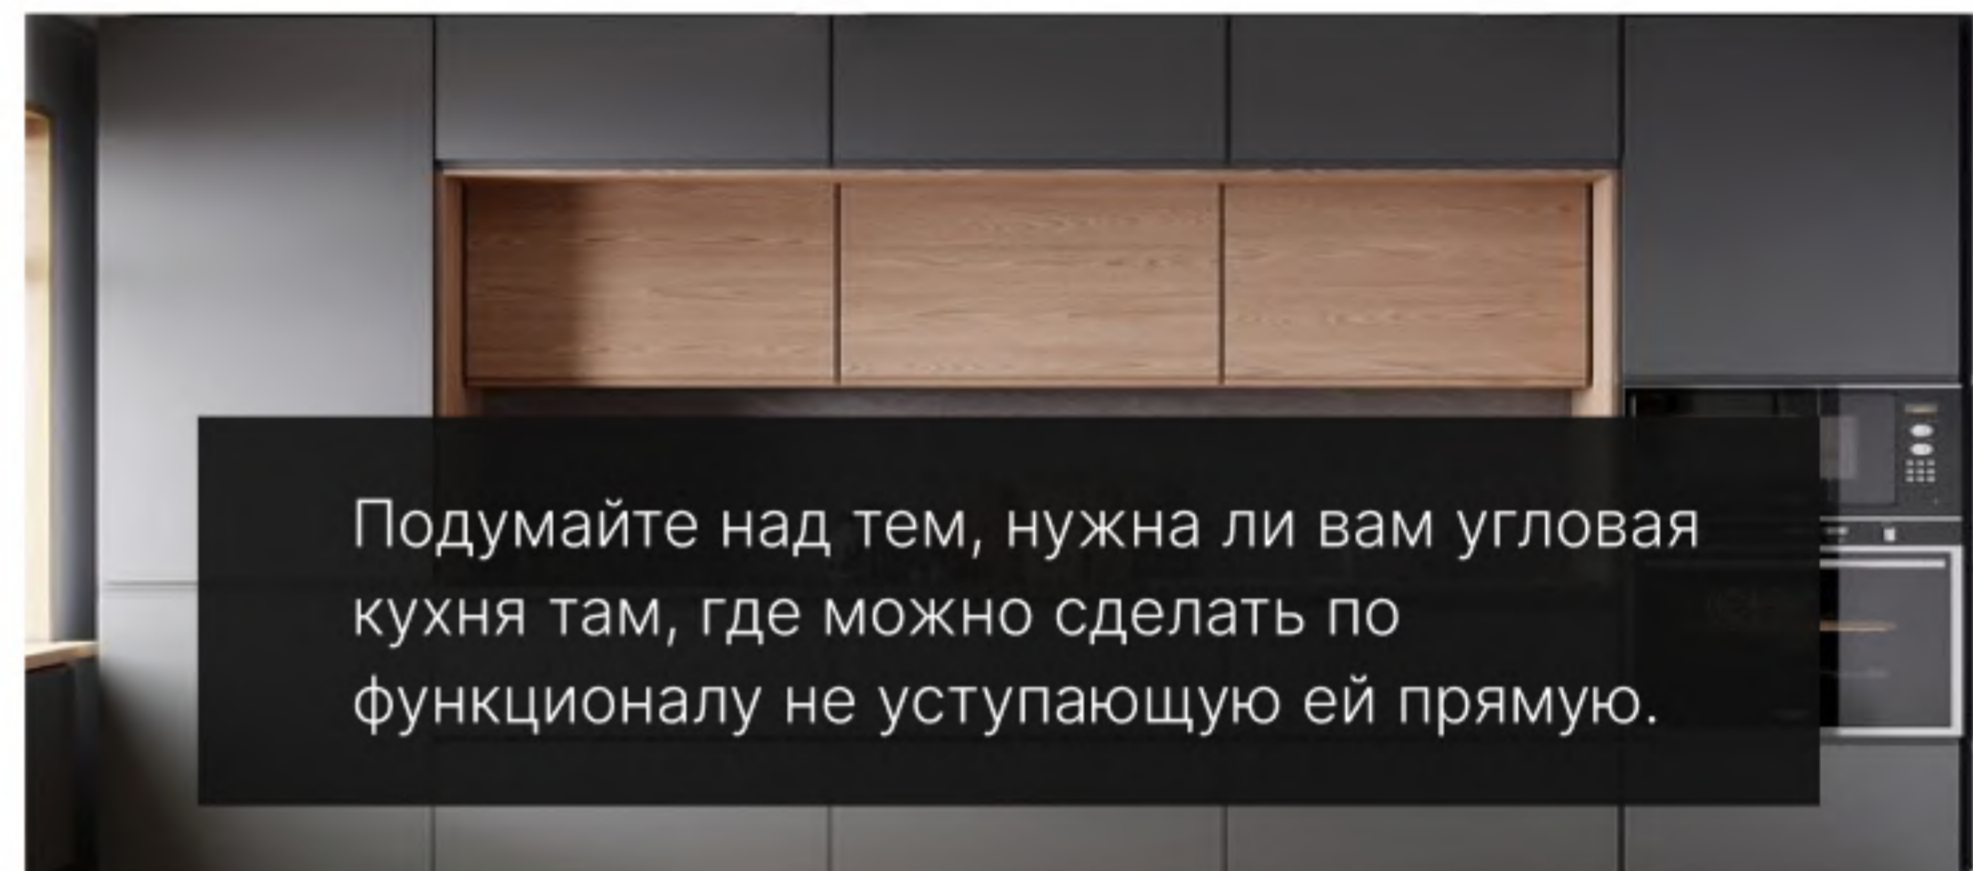 Подумайте над тем, нужна ли вам угловая
кухня там, где можно сделать по
функционалу не уступающую ей прямую.